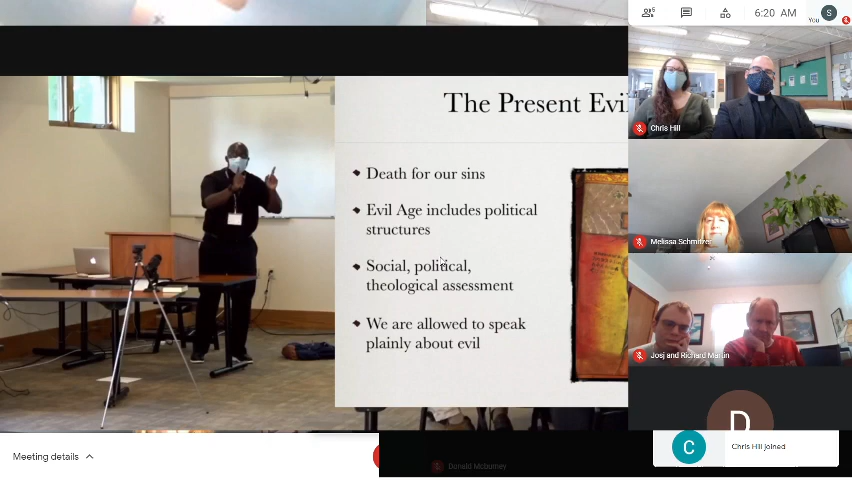 6:20 AM
S
You
The Present Evi
Death for our sins
Evil Age includes political
structures
Social, political,
theological assessment
We are allowed to speak
plainly about evil
Chris Hill
Melissa Schmitzer
Josj and Richard Martin
D
C
Chris Hill joined
Meeting details
Donald Mcburney